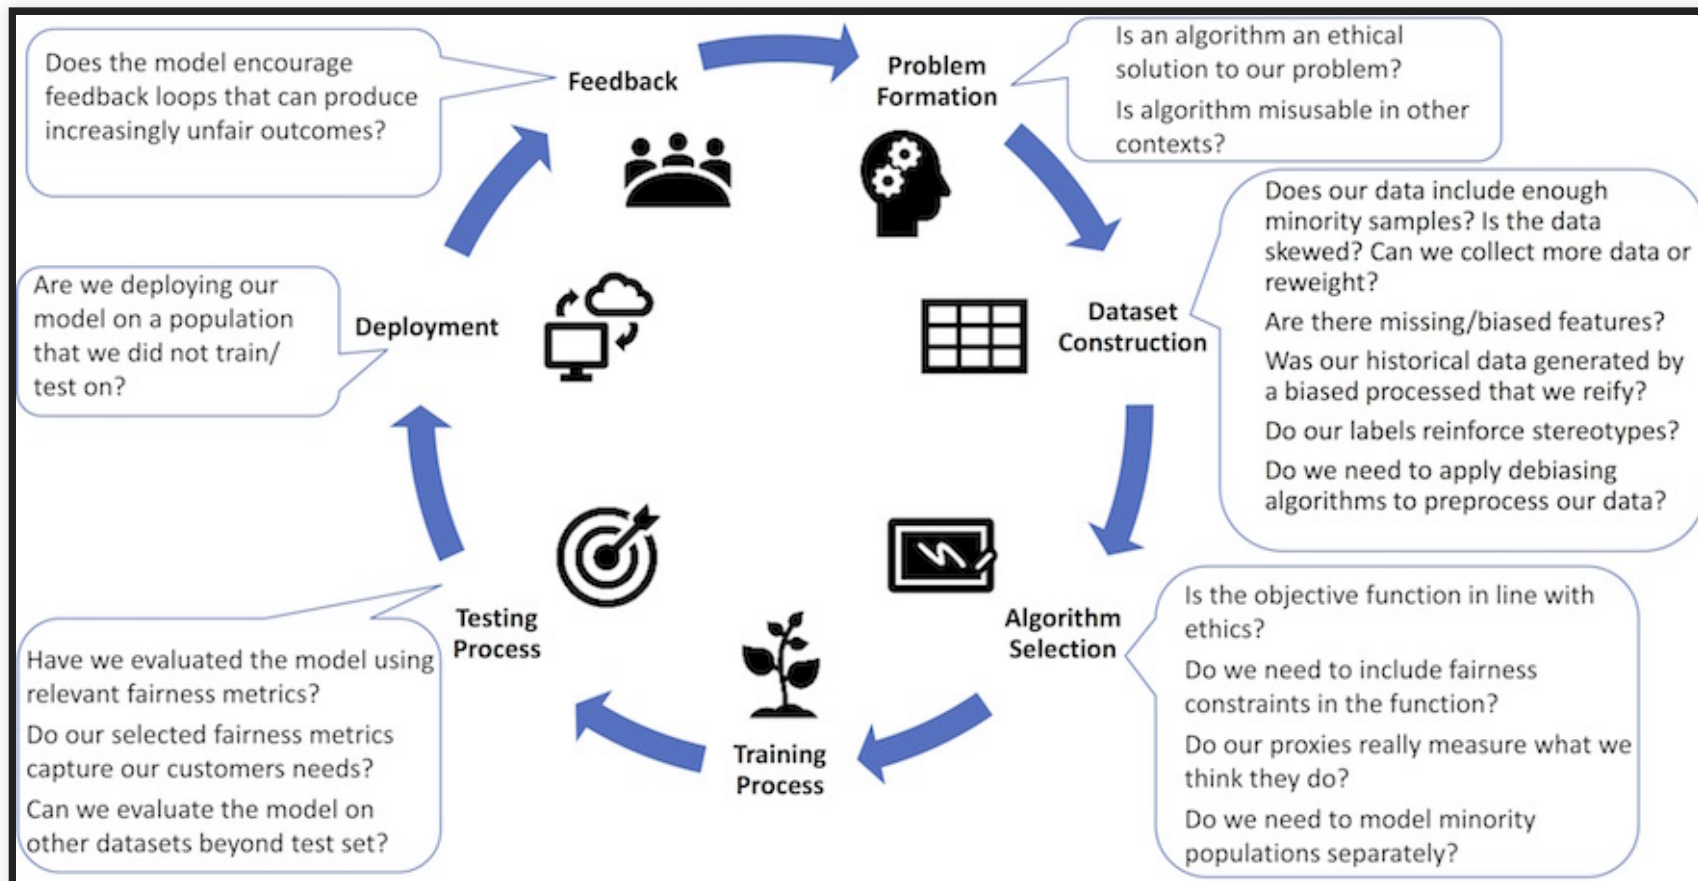 Does the model encourage
feedback loops that can produce
increasingly unfair outcomes?
Feedback
Problem
Formation
Is an algorithm an ethical
solution to our problem?
Is algorithm misusable in other
contexts?
Does our data include enough
minority samples? Is the data
skewed? Can we collect more data or
reweight?
Are there missing/biased features?
Was our historical data generated by
a biased processed that we reify?
Do our labels reinforce stereotypes?
Do we need to apply debiasing
algorithms to preprocess our data?
Dataset
Construction
Are we deploying our
model on a population
that we did not train/
test on?
Deployment
Algorithm
Selection
Is the objective function in line with
ethics?
Do we need to include fairness
constraints in the function?
Do our proxies really measure what we
think they do?
Do we need to model minority
populations separately?
Testing
Process
Have we evaluated the model using
relevant fairness metrics?
Do our selected fairness metrics
capture our customers needs?
Can we evaluate the model on
other datasets beyond test set?
Training
Process